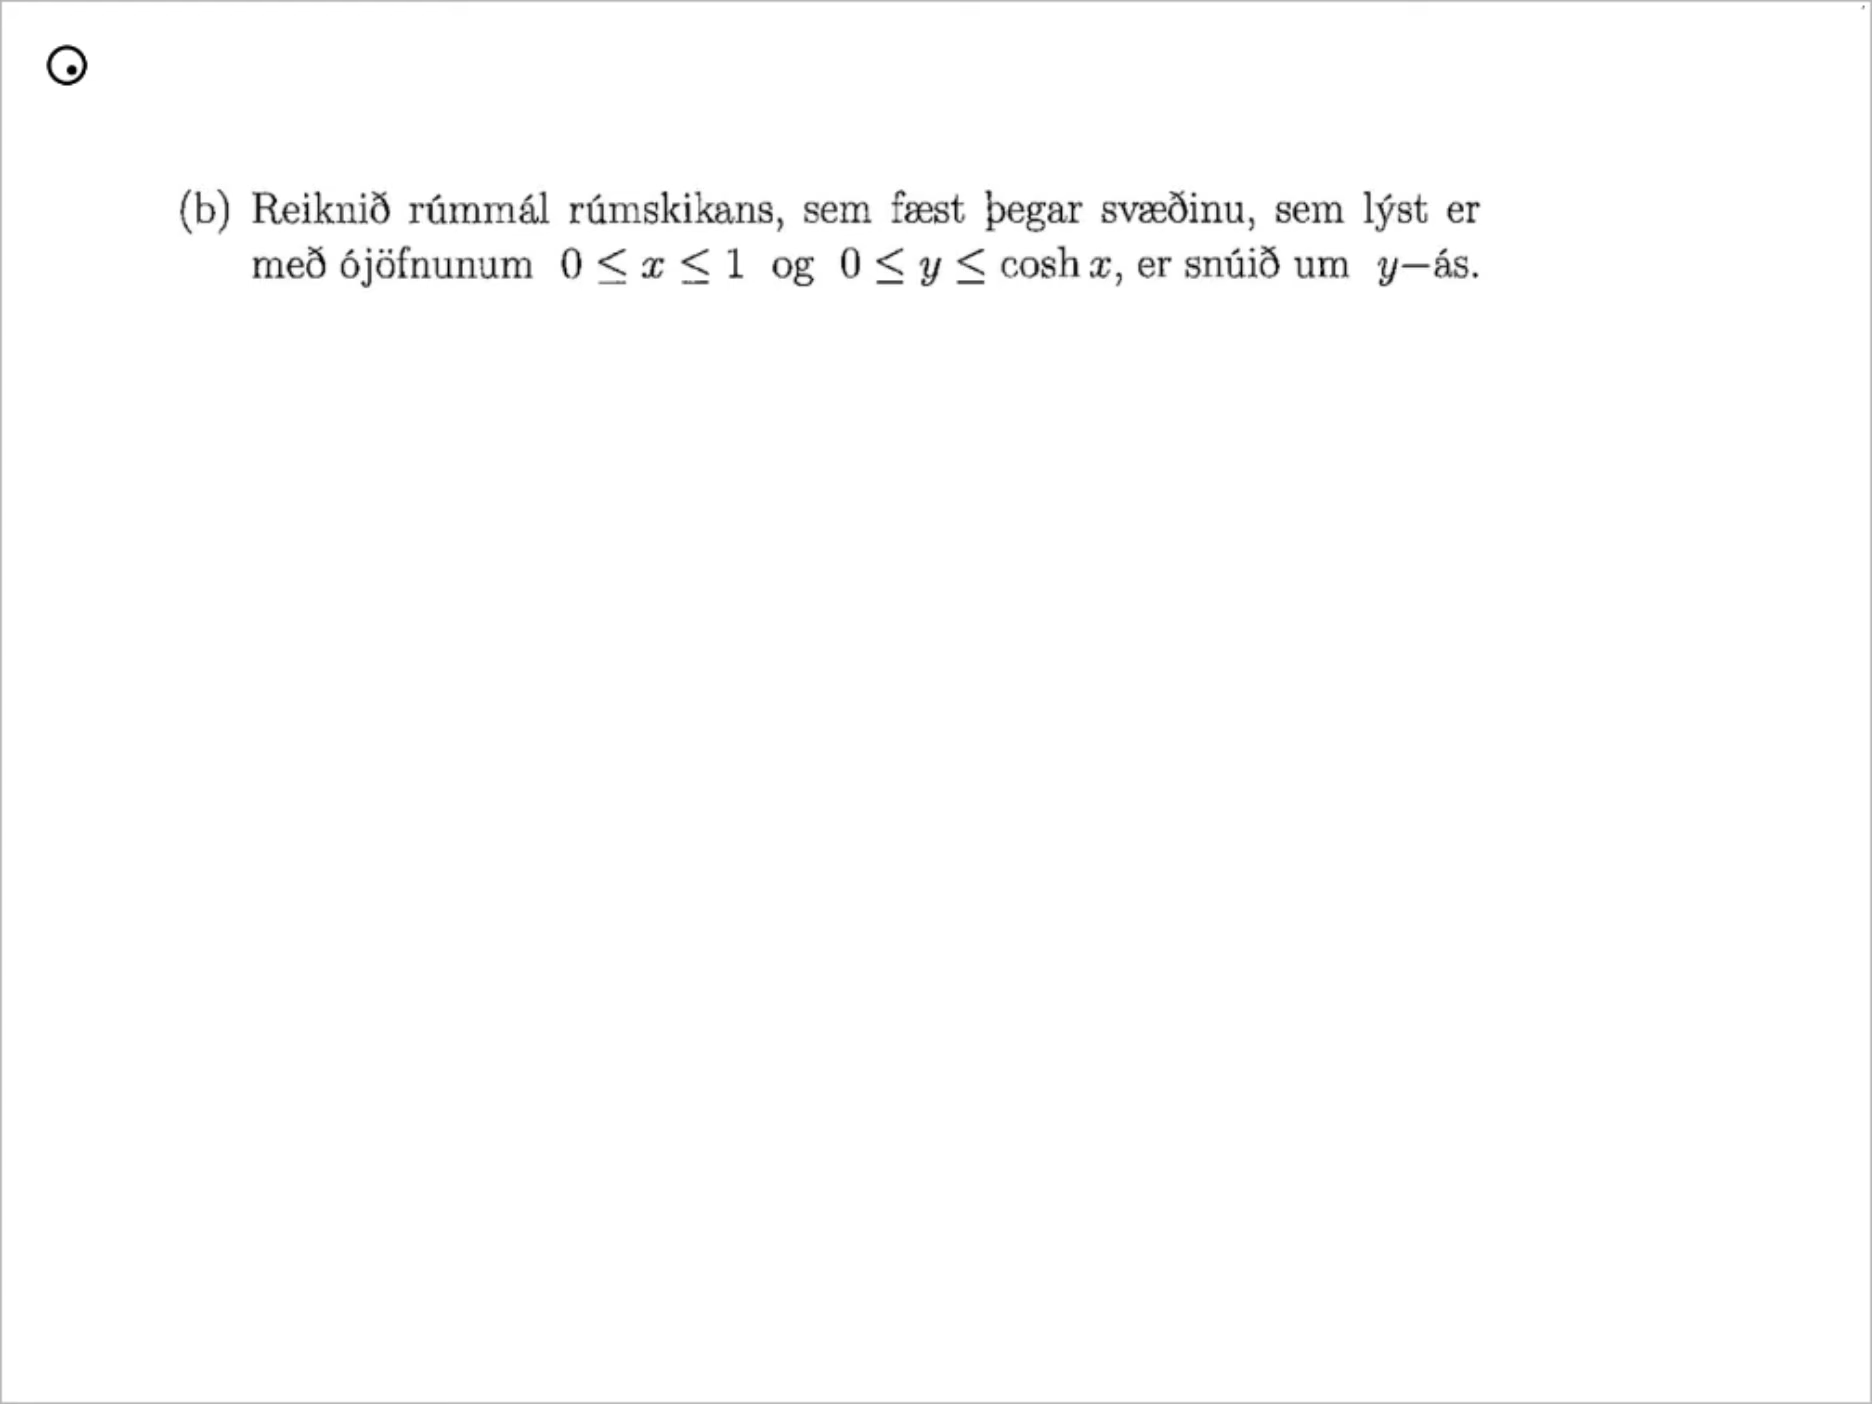 (b) Reiknið rúmmál rúmskikans, sem fæst þegar svæðinu, sem lýst er
með ójöfnunum 0 ≤ x ≤ 1 og 0 ≤ y ≤ cosh x, er snúið um y–ás.